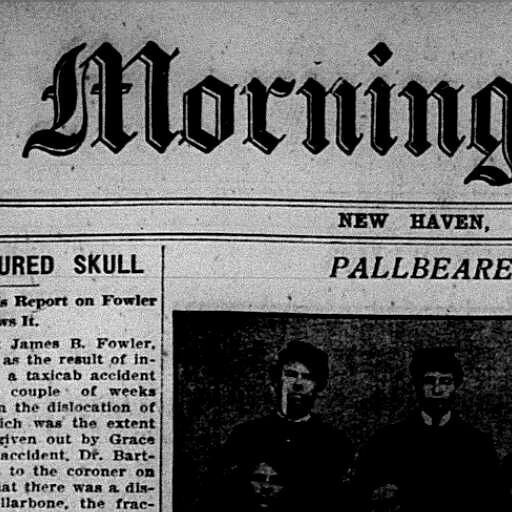 Morning
NEW HAVEN,
URED SKULL
s Report on Fowler
ws It.
James B. Fowler,
as the result of in-
a taxicab accident
couple of weeks
n the dislocation of
ich was the extent
riven out by Grace
accident, Dr. Bart-
to the coroner on
at there was a dis-
llarbone, the frac-
PALLBEARE